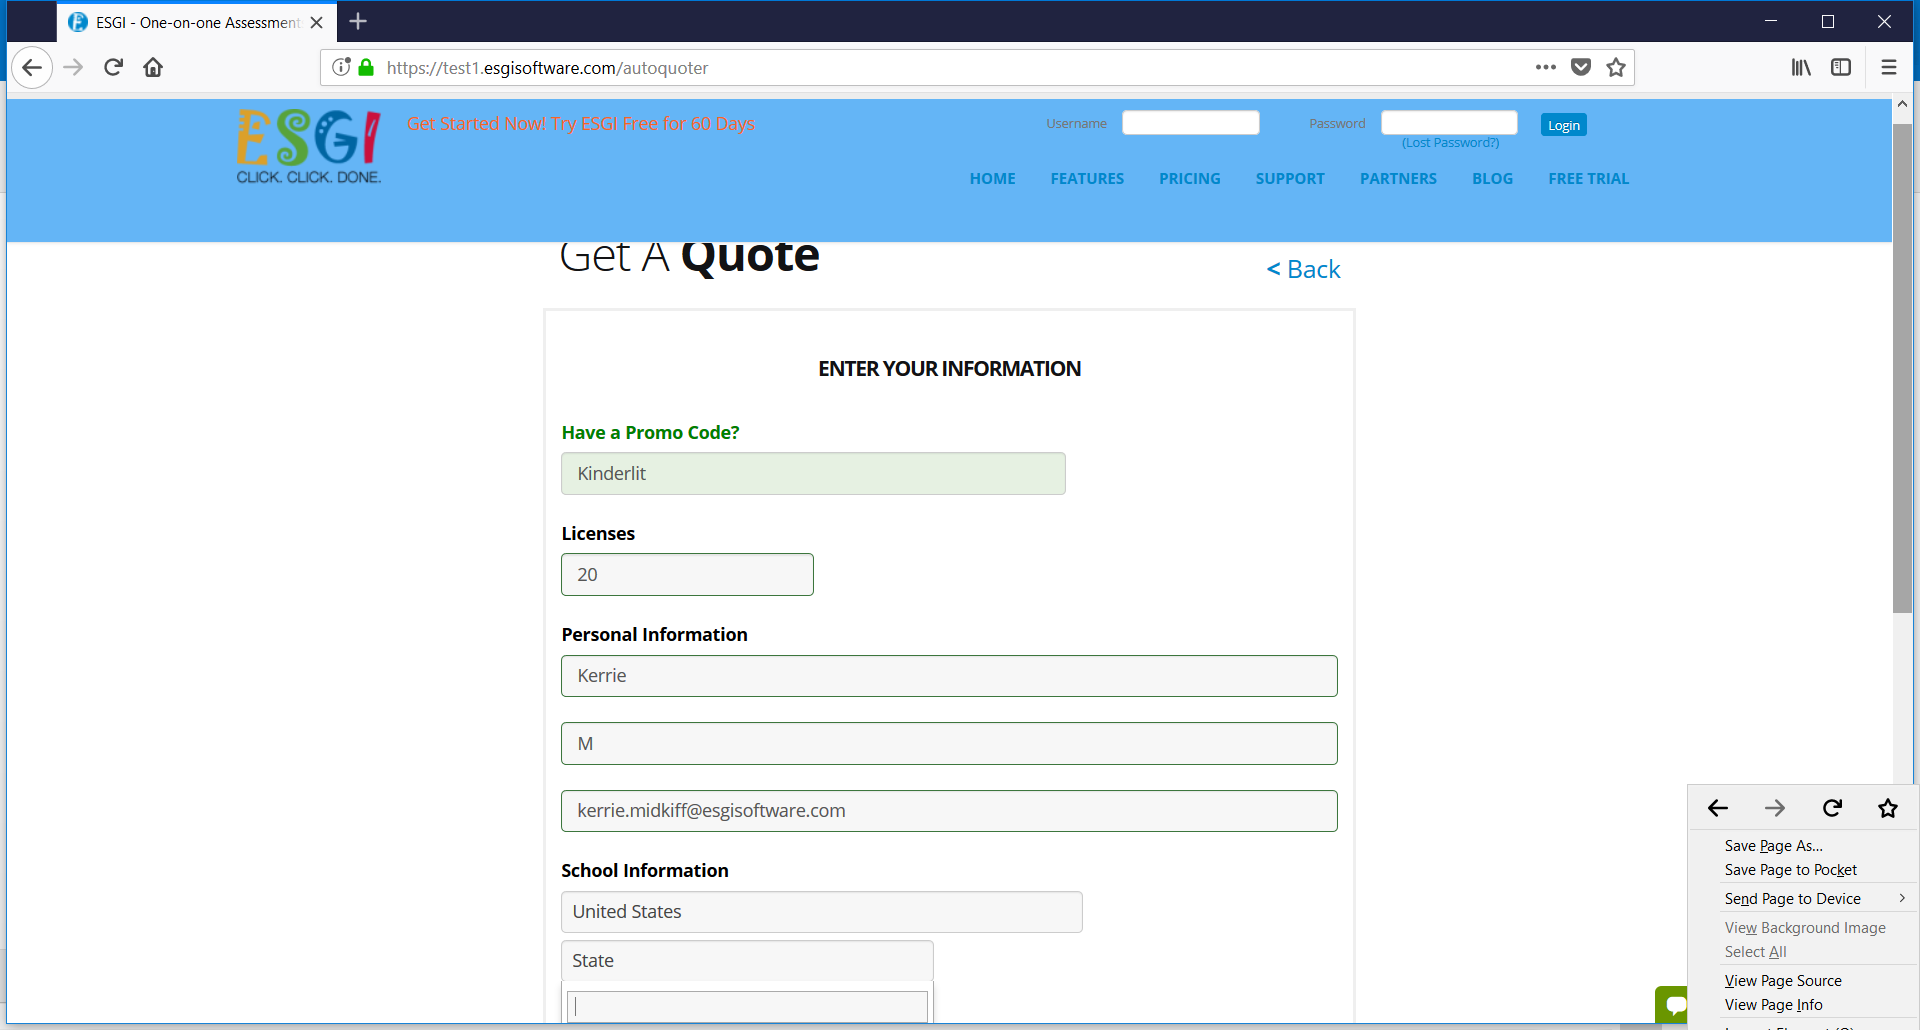 ESGI - One-on-one Assessment
https://test1.esgisoftware.com/autoquoter
ESGI
CLICK. CLICK. DONE.
Get Started Now! Try ESGI Free for 60 Days
Username
Password
Login
(Lost Password?)
HOME FEATURES PRICING SUPPORT PARTNERS BLOG FREE TRIAL
Get A Quote
< Back
ENTER YOUR INFORMATION
Have a Promo Code?
Kinderlit
Licenses
20
Personal Information
Kerrie
M
kerrie.midkiff@esgisoftware.com
School Information
United States
State
Save Page As...
Save Page to Pocket
Send Page to Device
View Background Image
Select All
View Page Source
View Page Info